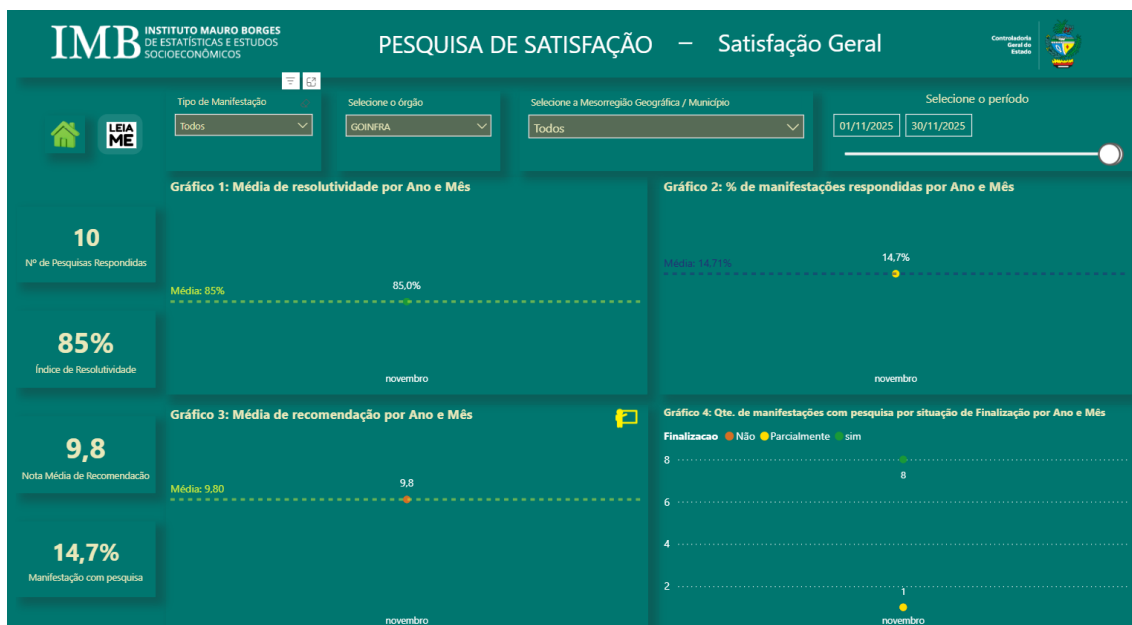 IMB INSTITUTO MAURO BORGES
DE ESTATÍSTICAS E ESTUDOS
SOCIOECONÔMICOS
PESQUISA DE SATISFAÇÃO – Satisfação Geral
Controladoria
Geral do
Estado
LEIA
ME
Tipo de Manifestação
Todos
Selecione o órgão
GOINFRA
Selecione a Mesorregião Geográfica / Município
Todos
Selecione o período
01/11/2025 30/11/2025
10
Nº de Pesquisas Respondidas
85%
Índice de Resolutividade
9,8
Nota Média de Recomendacão
14,7%
Manifestação com pesquisa
Gráfico 1: Média de resolutividade por Ano e Mês
85,0%
Média: 85%
novembro
Gráfico 2: % de manifestações respondidas por Ano e Mês
14,7%
Média: 14,71%
novembro
Gráfico 3: Média de recomendação por Ano e Mês
9,8
Média: 9,80
novembro
Gráfico 4: Qte. de manifestações com pesquisa por situação de Finalização por Ano e Mês
Finalizacao Não Parcialmente sim
8
8
6
4
2
1
novembro